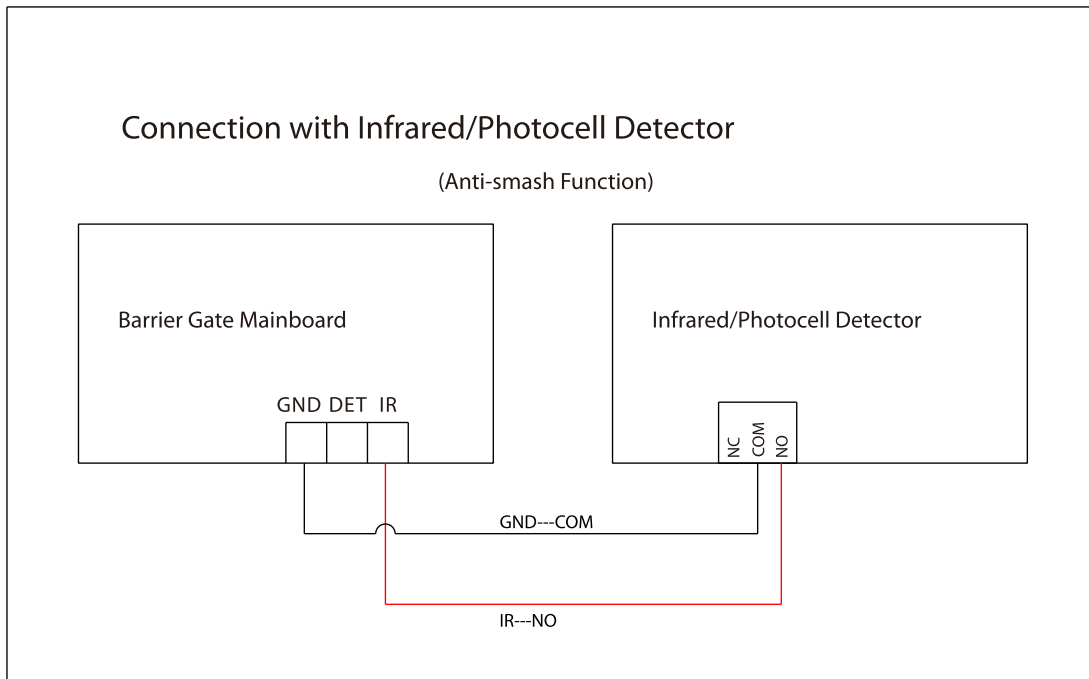 Connection with Infrared/Photocell Detector
(Anti-smash Function)
Barrier Gate Mainboard
GND DET IR
Infrared/Photocell Detector
NC
COM
NO
GND---COM
IR---NO